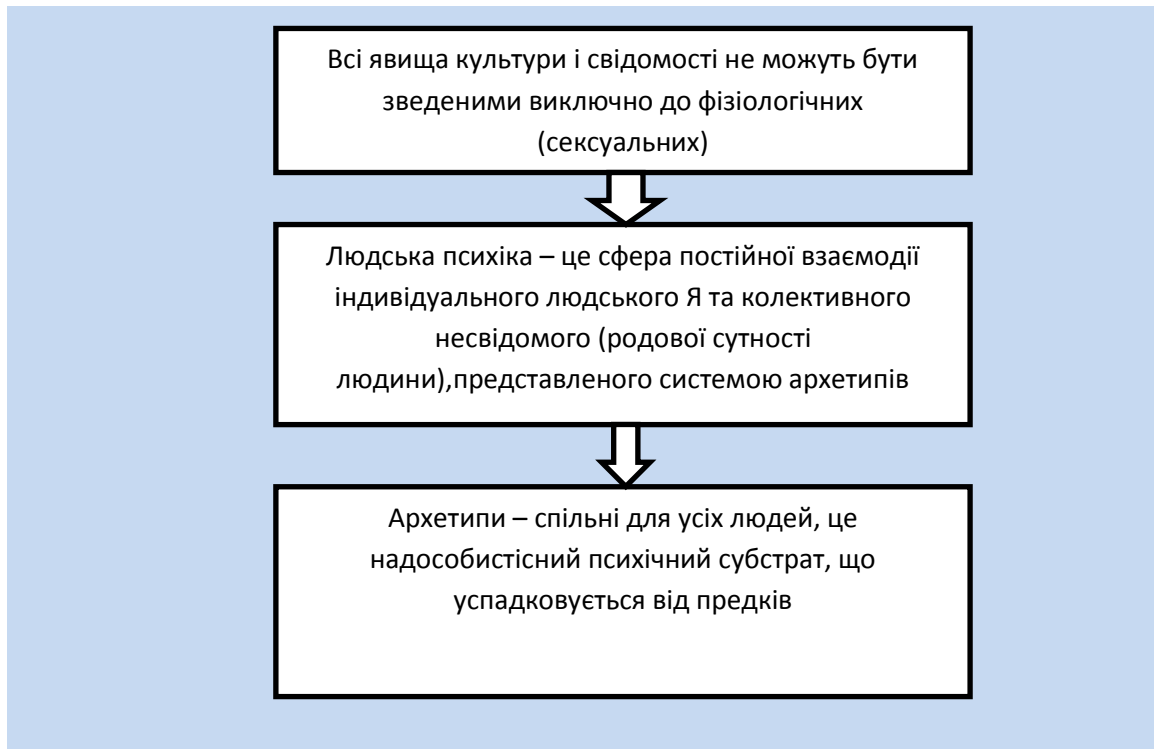 Всі явища культури і свідомості не можуть бути
зведеними виключно до фізіологічних
(сексуальних)
Людська психіка – це сфера постійної взаємодії
індивідуального людського Я та колективного
несвідомого (родової сутності
людини),представленого системою архетипів
Архетипи – спільні для усіх людей, це
надособистісний психічний субстрат, що
успадковується від предків